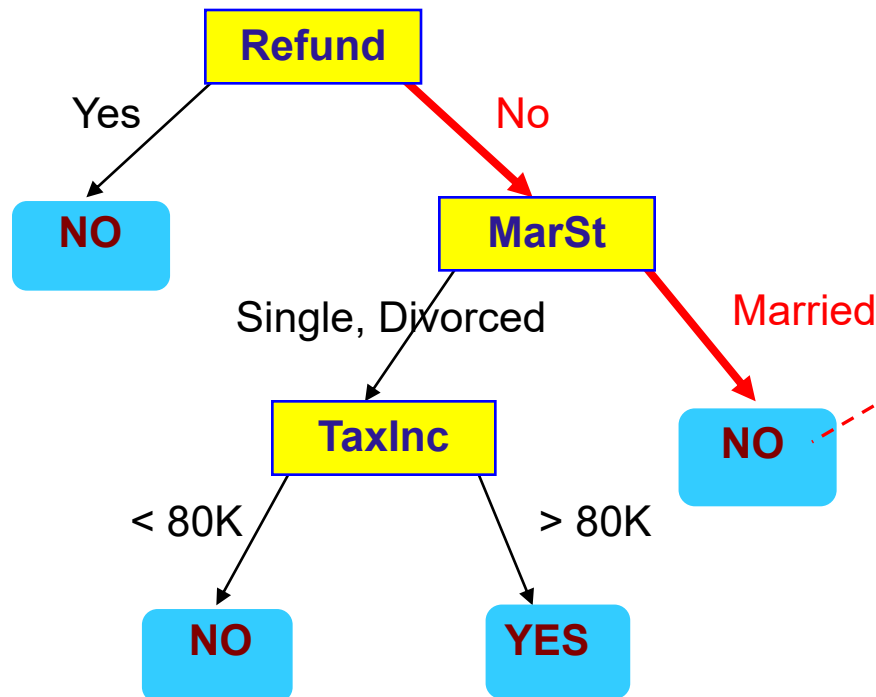 Refund
Yes
No
NO
MarSt
Single, Divorced
Married
TaxInc
NO
< 80K
> 80K
NO
YES